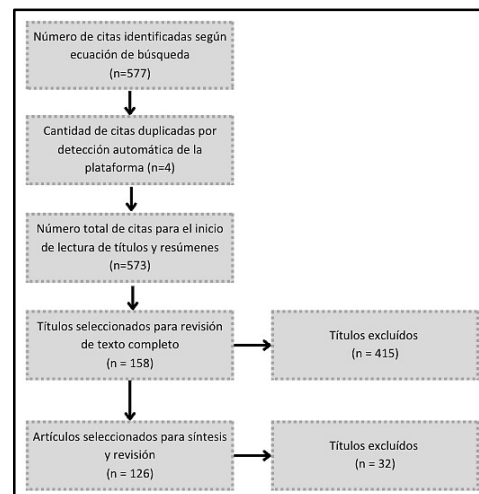 Número de citas identificadas según
ecuación de búsqueda
(n=577)
Cantidad de citas duplicadas por
detección automática de la
plataforma (n=4)
Número total de citas para el inicio
de lectura de títulos y resúmenes
(n=573)
Títulos seleccionados para revisión
de texto completo
(n = 158)
Títulos excluídos
(n = 415)
Artículos seleccionados para síntesis
y revisión
(n = 126)
Títulos excluídos
(n = 32)